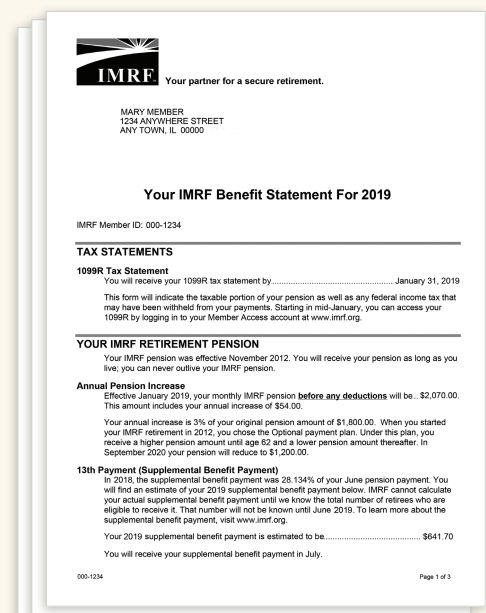 IMRF
Your partner for a secure retirement.
MARY MEMBER
1234 ANYWHERE STREET
ANY TOWN, IL 00000
Your IMRF Benefit Statement For 2019
IMRF Member ID: 000-1234
TAX STATEMENTS
1099R Tax Statement
You will receive your 1099R tax statement by..........................................................January 31, 2019
This form will indicate the taxable portion of your pension as well as any federal income tax that
may have been withheld from your payments. Starting in mid-January, you can access your
1099R by logging in to your Member Access account at www.imrf.org.
YOUR IMRF RETIREMENT PENSION
Your IMRF pension was effective November 2012. You will receive your pension as long as you
live; you can never outlive your IMRF pension.
Annual Pension Increase
Effective January 2019, your monthly IMRF pension before any deductions will be.. $2,070.00.
This amount includes your annual increase of $54.00.
Your annual increase is 3% of your original pension amount of $1,800.00. When you started
your IMRF retirement in 2012, you chose the Optional payment plan. Under this plan, you
receive a higher pension amount until age 62 and a lower pension amount thereafter. In
September 2020 your pension will reduce to $1,200.00.
13th Payment (Supplemental Benefit Payment)
In 2018, the supplemental benefit payment was 28.134% of your June pension payment. You
will find an estimate of your 2019 supplemental benefit payment below. IMRF cannot calculate
your actual supplemental benefit payment until we know the total number of retirees who are
eligible to receive it. That number will not be known until June 2019. To learn more about the
supplemental benefit payment, visit www.imrf.org.
Your 2019 supplemental benefit payment is estimated to be............................................ $641.70
You will receive your supplemental benefit payment in July.
000-1234
Page 1 of 3